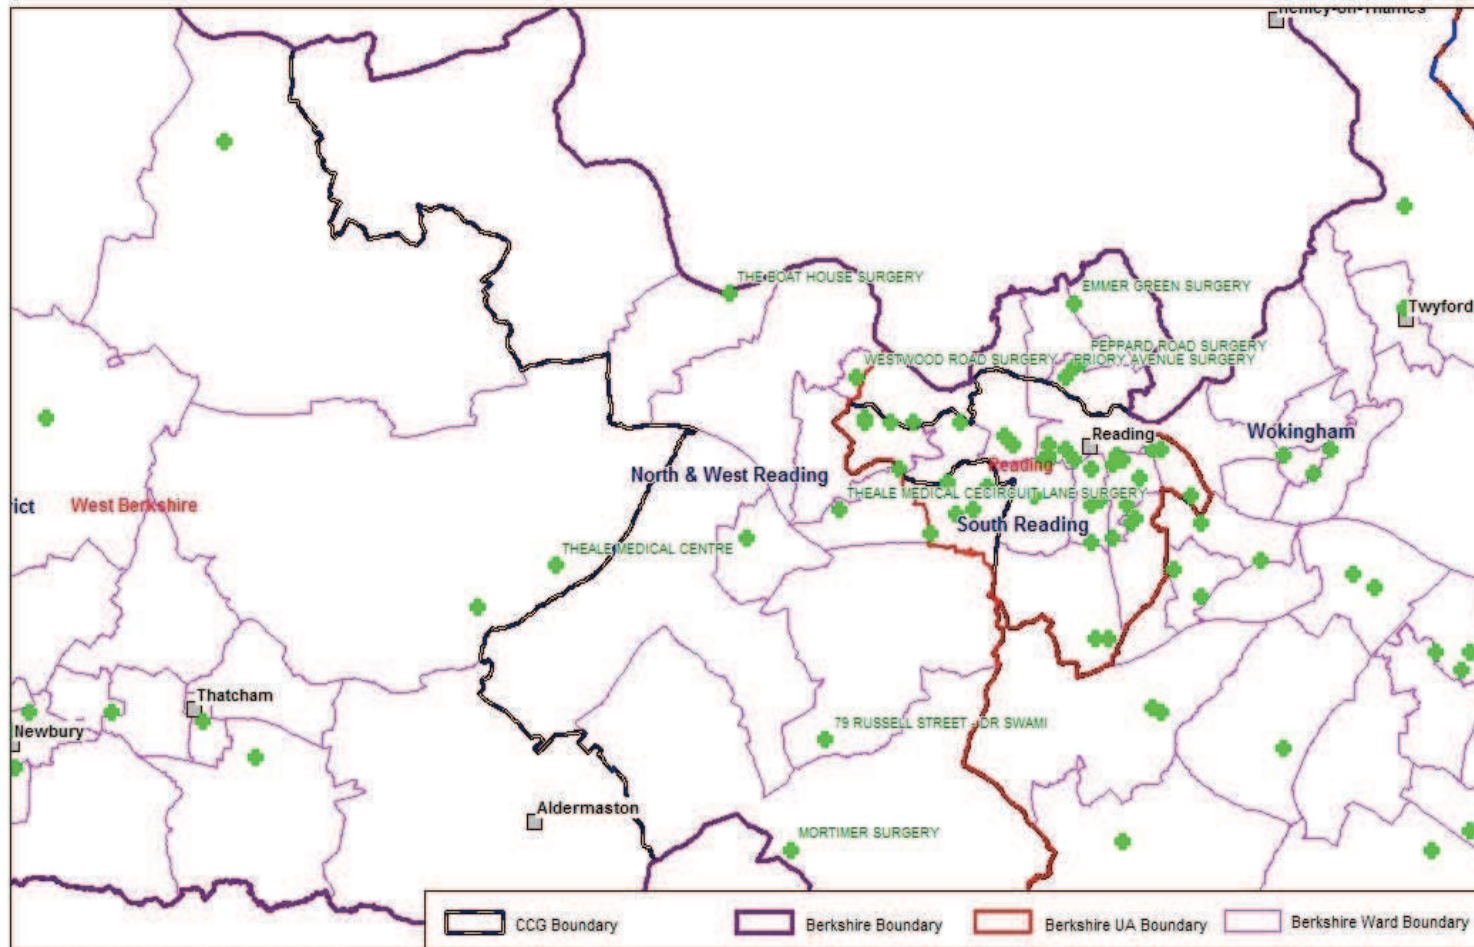 Henley-on-Thames
THE BOAT HOUSE SURGERY
EMMER GREEN SURGERY
Twyford
PEPPARD ROAD SURGERY
WESTWOOD ROAD SURGERY
PRIORY AVENUE SURGERY
Reading
Wokingham
Reading
North & West Reading
THEALE MEDICAL CE
CIRCUIT LANE SURGERY
rict
West Berkshire
South Reading
THEALE MEDICAL CENTRE
Thatcham
79 RUSSELL STREET - DR SWAMI
Newbury
Aldermaston
MORTIMER SURGERY
CCG Boundary
Berkshire Boundary
Berkshire UA Boundary
Berkshire Ward Boundary